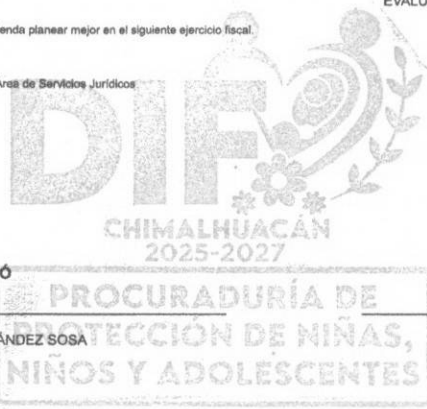 EVALU
enda planear mejor en el siguiente ejercicio fiscal.
Área de Servicios Jurídicos
DIF
CHIMALHUACÁN
2025-2027
Ó
PROCURADURÍA DE
ÁNDEZ SOSA
PROTECCIÓN DE NIÑAS,
NIÑOS Y ADOLESCENTES